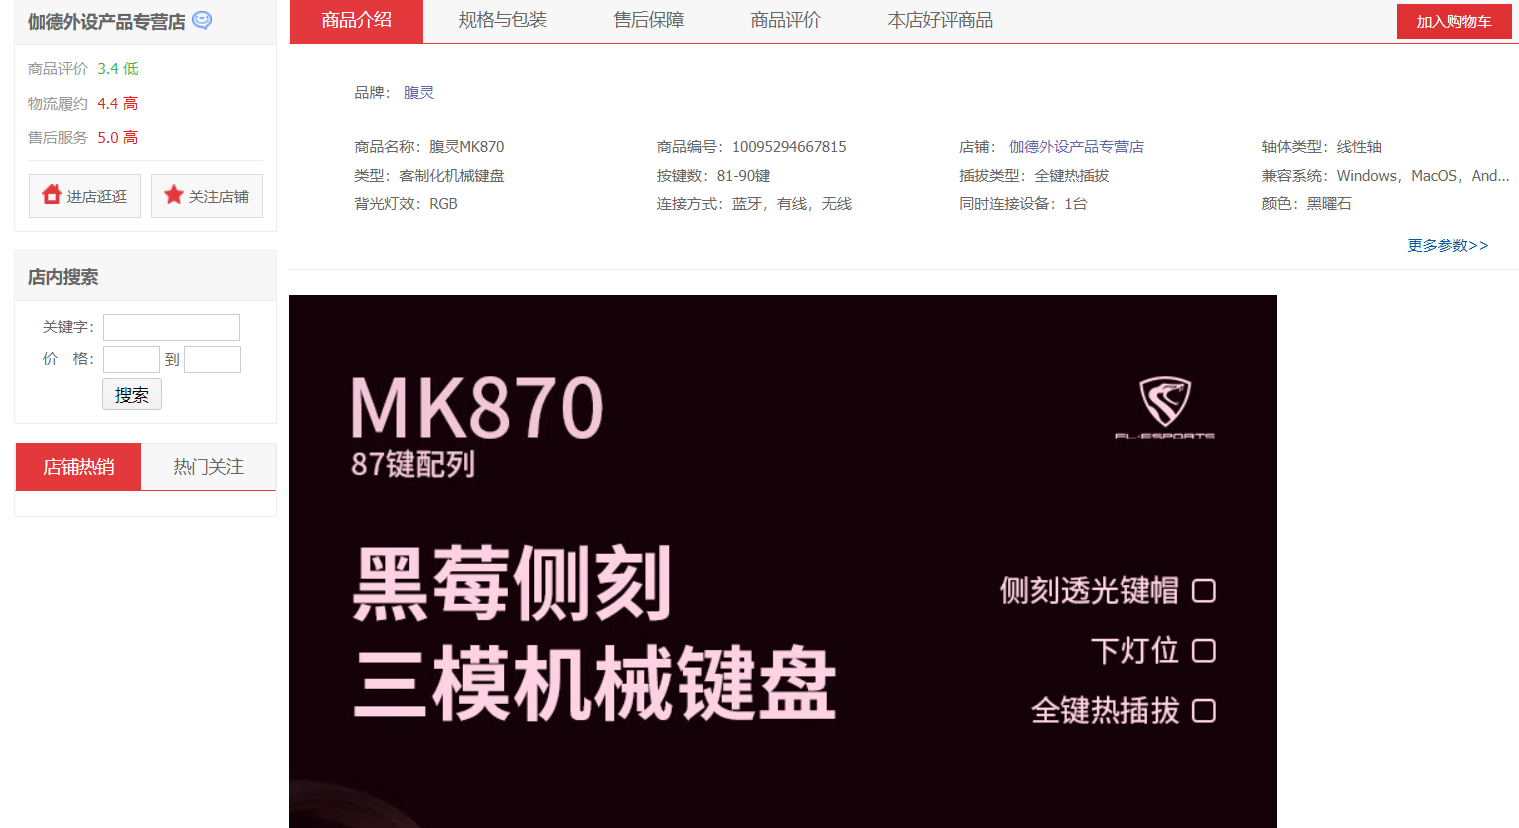 伽德外设产品专营店
商品评价 3.4 低
物流履约 4.4 高
售后服务 5.0 高
进店逛逛 关注店铺
店内搜索
关键字：
价 格： 到
搜索
店铺热销 热门关注
商品介绍 规格与包装 售后保障 商品评价 本店好评商品 加入购物车
品牌： 腹灵
商品名称：腹灵MK870 商品编号：10095294667815 店铺： 伽德外设产品专营店 轴体类型：线性轴
类型：客制化机械键盘 按键数：81-90键 插拔类型：全键热插拔 兼容系统：Windows，MacOS，And...
背光灯效：RGB 连接方式：蓝牙，有线，无线 同时连接设备：1台 颜色：黑曜石
更多参数>>
MK870
87键配列
FL·ESPORTS
黑莓侧刻
三模机械键盘
侧刻透光键帽
下灯位
全键热插拔